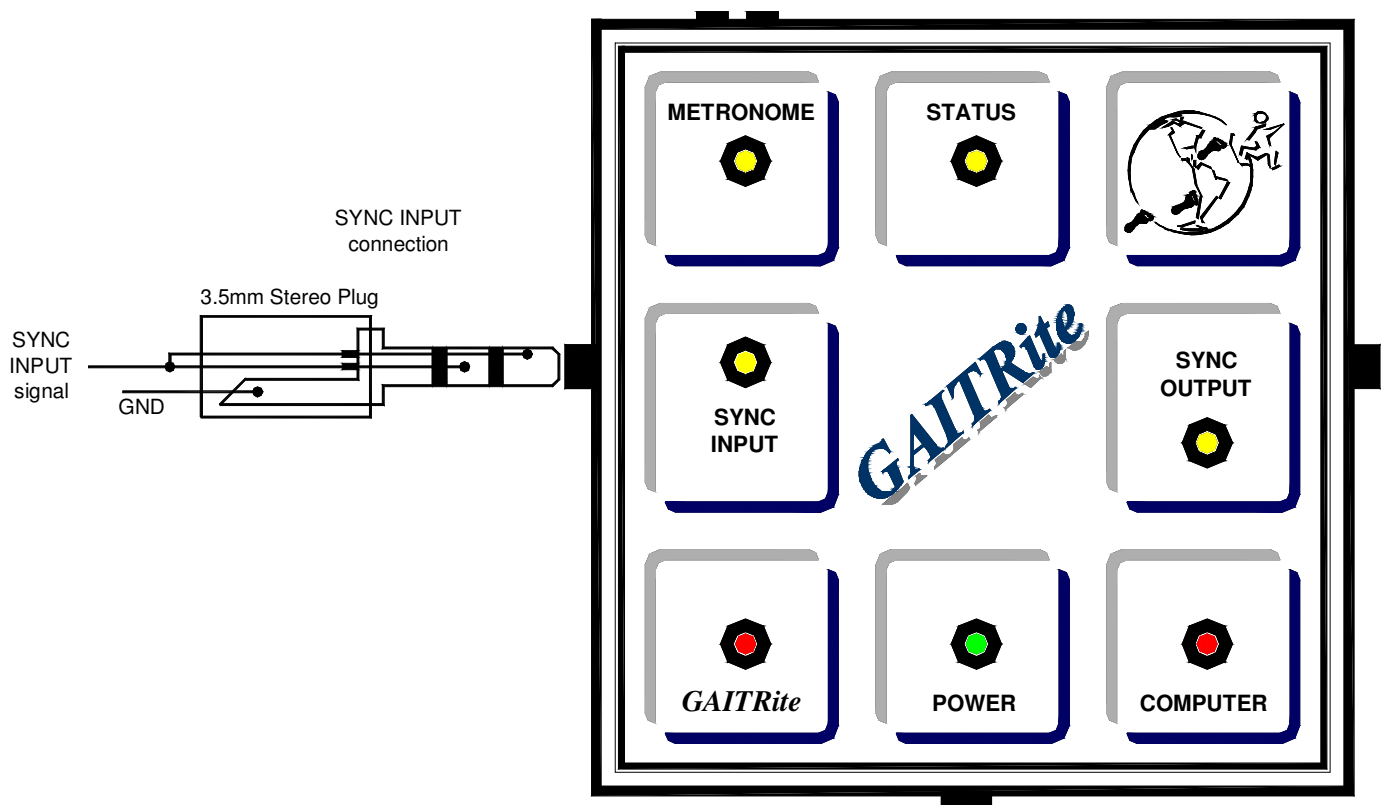 METRONOME
STATUS
SYNC INPUT
connection
3.5mm Stereo Plug
SYNC
INPUT
signal
GND
SYNC
INPUT
GAITRite
SYNC
OUTPUT
GAITRite
POWER
COMPUTER